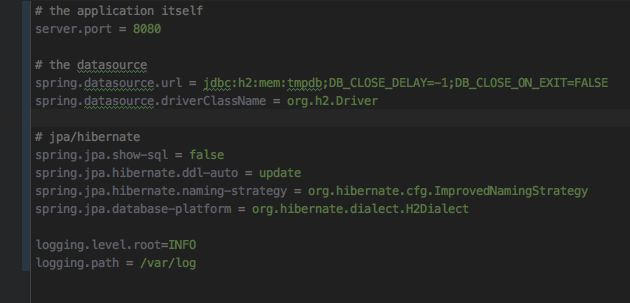 # the application itself
server.port = 8080
# the datasource
spring.datasource.url = jdbc:h2:mem:tmpdb;DB_CLOSE_DELAY=-1;DB_CLOSE_ON_EXIT=FALSE
spring.datasource.driverClassName = org.h2.Driver
# jpa/hibernate
spring.jpa.show-sql = false
spring.jpa.hibernate.ddl-auto = update
spring.jpa.hibernate.naming-strategy = org.hibernate.cfg.ImprovedNamingStrategy
spring.jpa.database-platform = org.hibernate.dialect.H2Dialect
logging.level.root=INFO
logging.path = /var/log